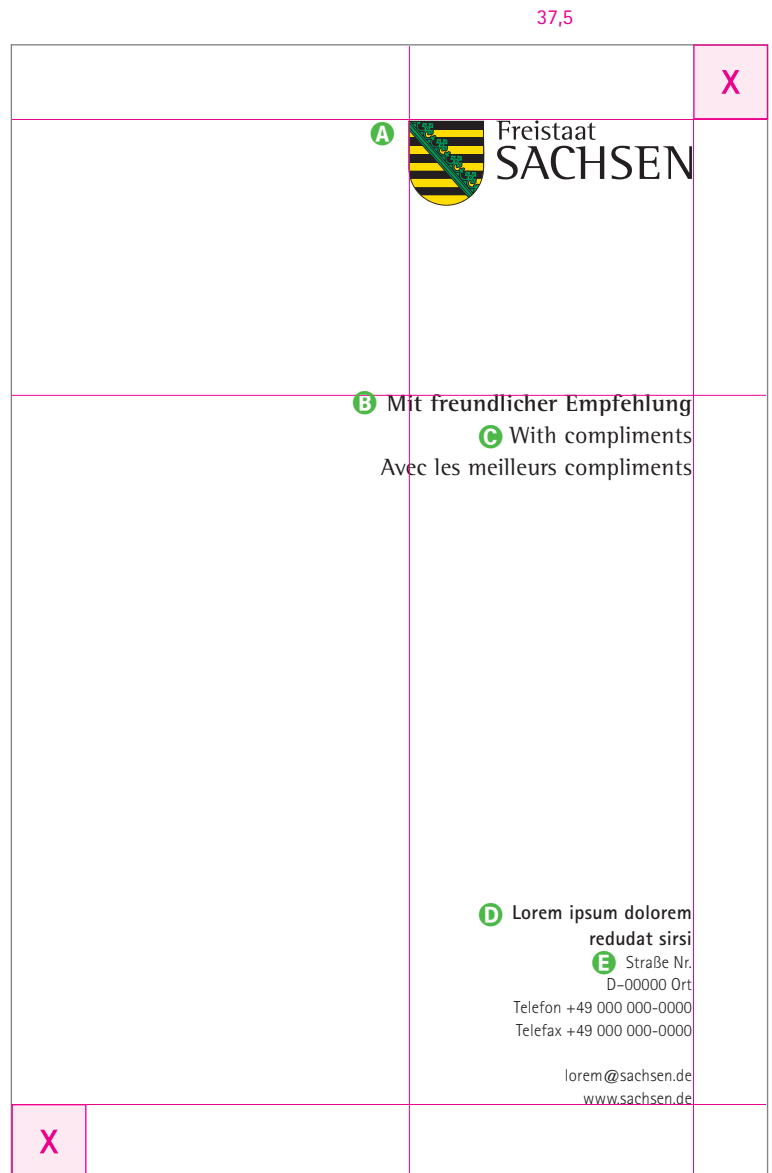 37,5
X
A Freistaat
SACHSEN
B Mit freundlicher Empfehlung
C With compliments
Avec les meilleurs compliments
D Lorem ipsum dolorem
redudat sirsi
E Straße Nr.
D–00000 Ort
Telefon +49 000 000-0000
Telefax +49 000 000-0000
lorem@sachsen.de
www.sachsen.de
X